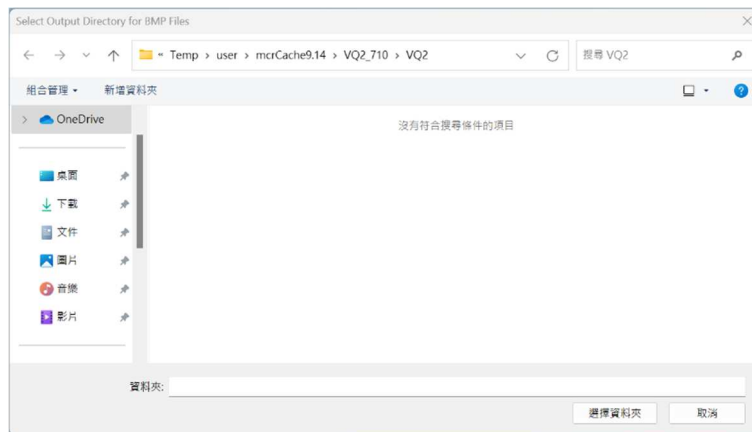 Select Output Directory for BMP Files
« Temp › user › mcrCache9.14 › VQ2_710 › VQ2
搜尋 VQ2
組合管理 新增資料夾
OneDrive
沒有符合搜尋條件的項目
桌面
下載
文件
圖片
音樂
影片
資料夾:
選擇資料夾 取消